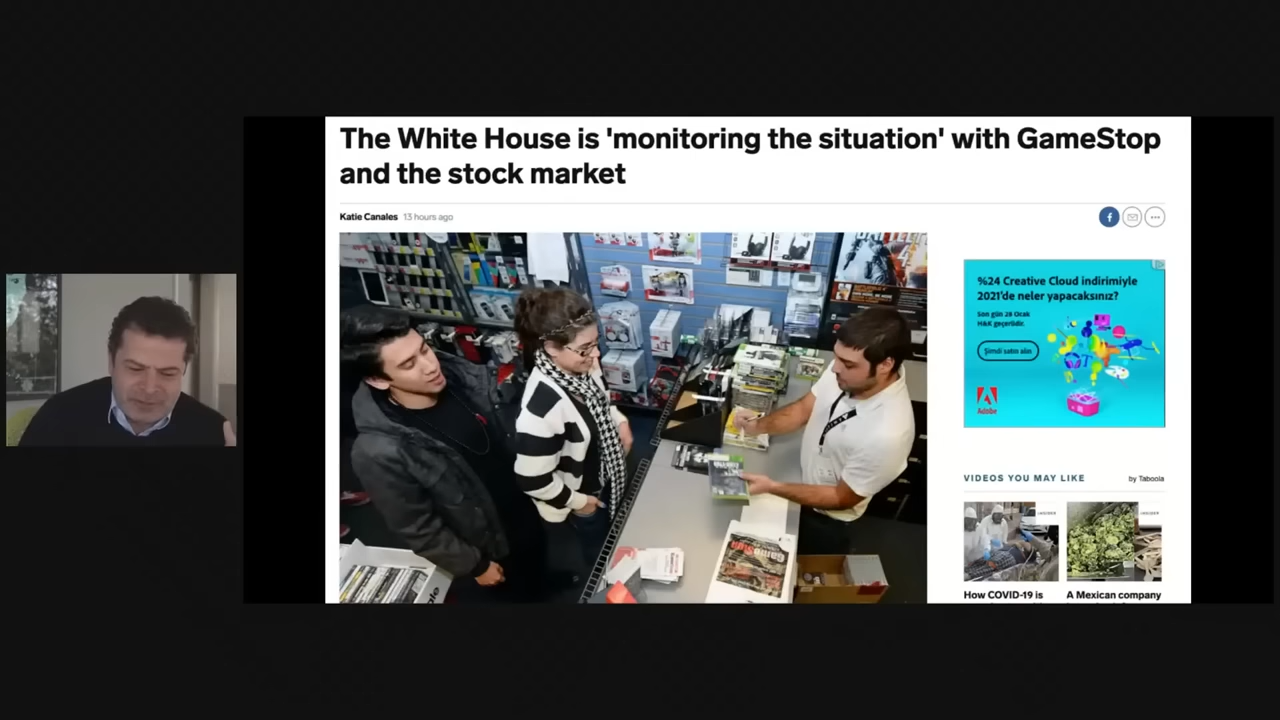 The White House is 'monitoring the situation' with GameStop
and the stock market
Katie Canales 13 hours ago
%24 Creative Cloud indirimiyle
2021'de neler yapacaksınız?
Son gün 28 Ocak
H&K geçerlidir.
Şimdi satın alın
Adobe
VIDEOS YOU MAY LIKE
by Taboola
How COVID-19 is
A Mexican company